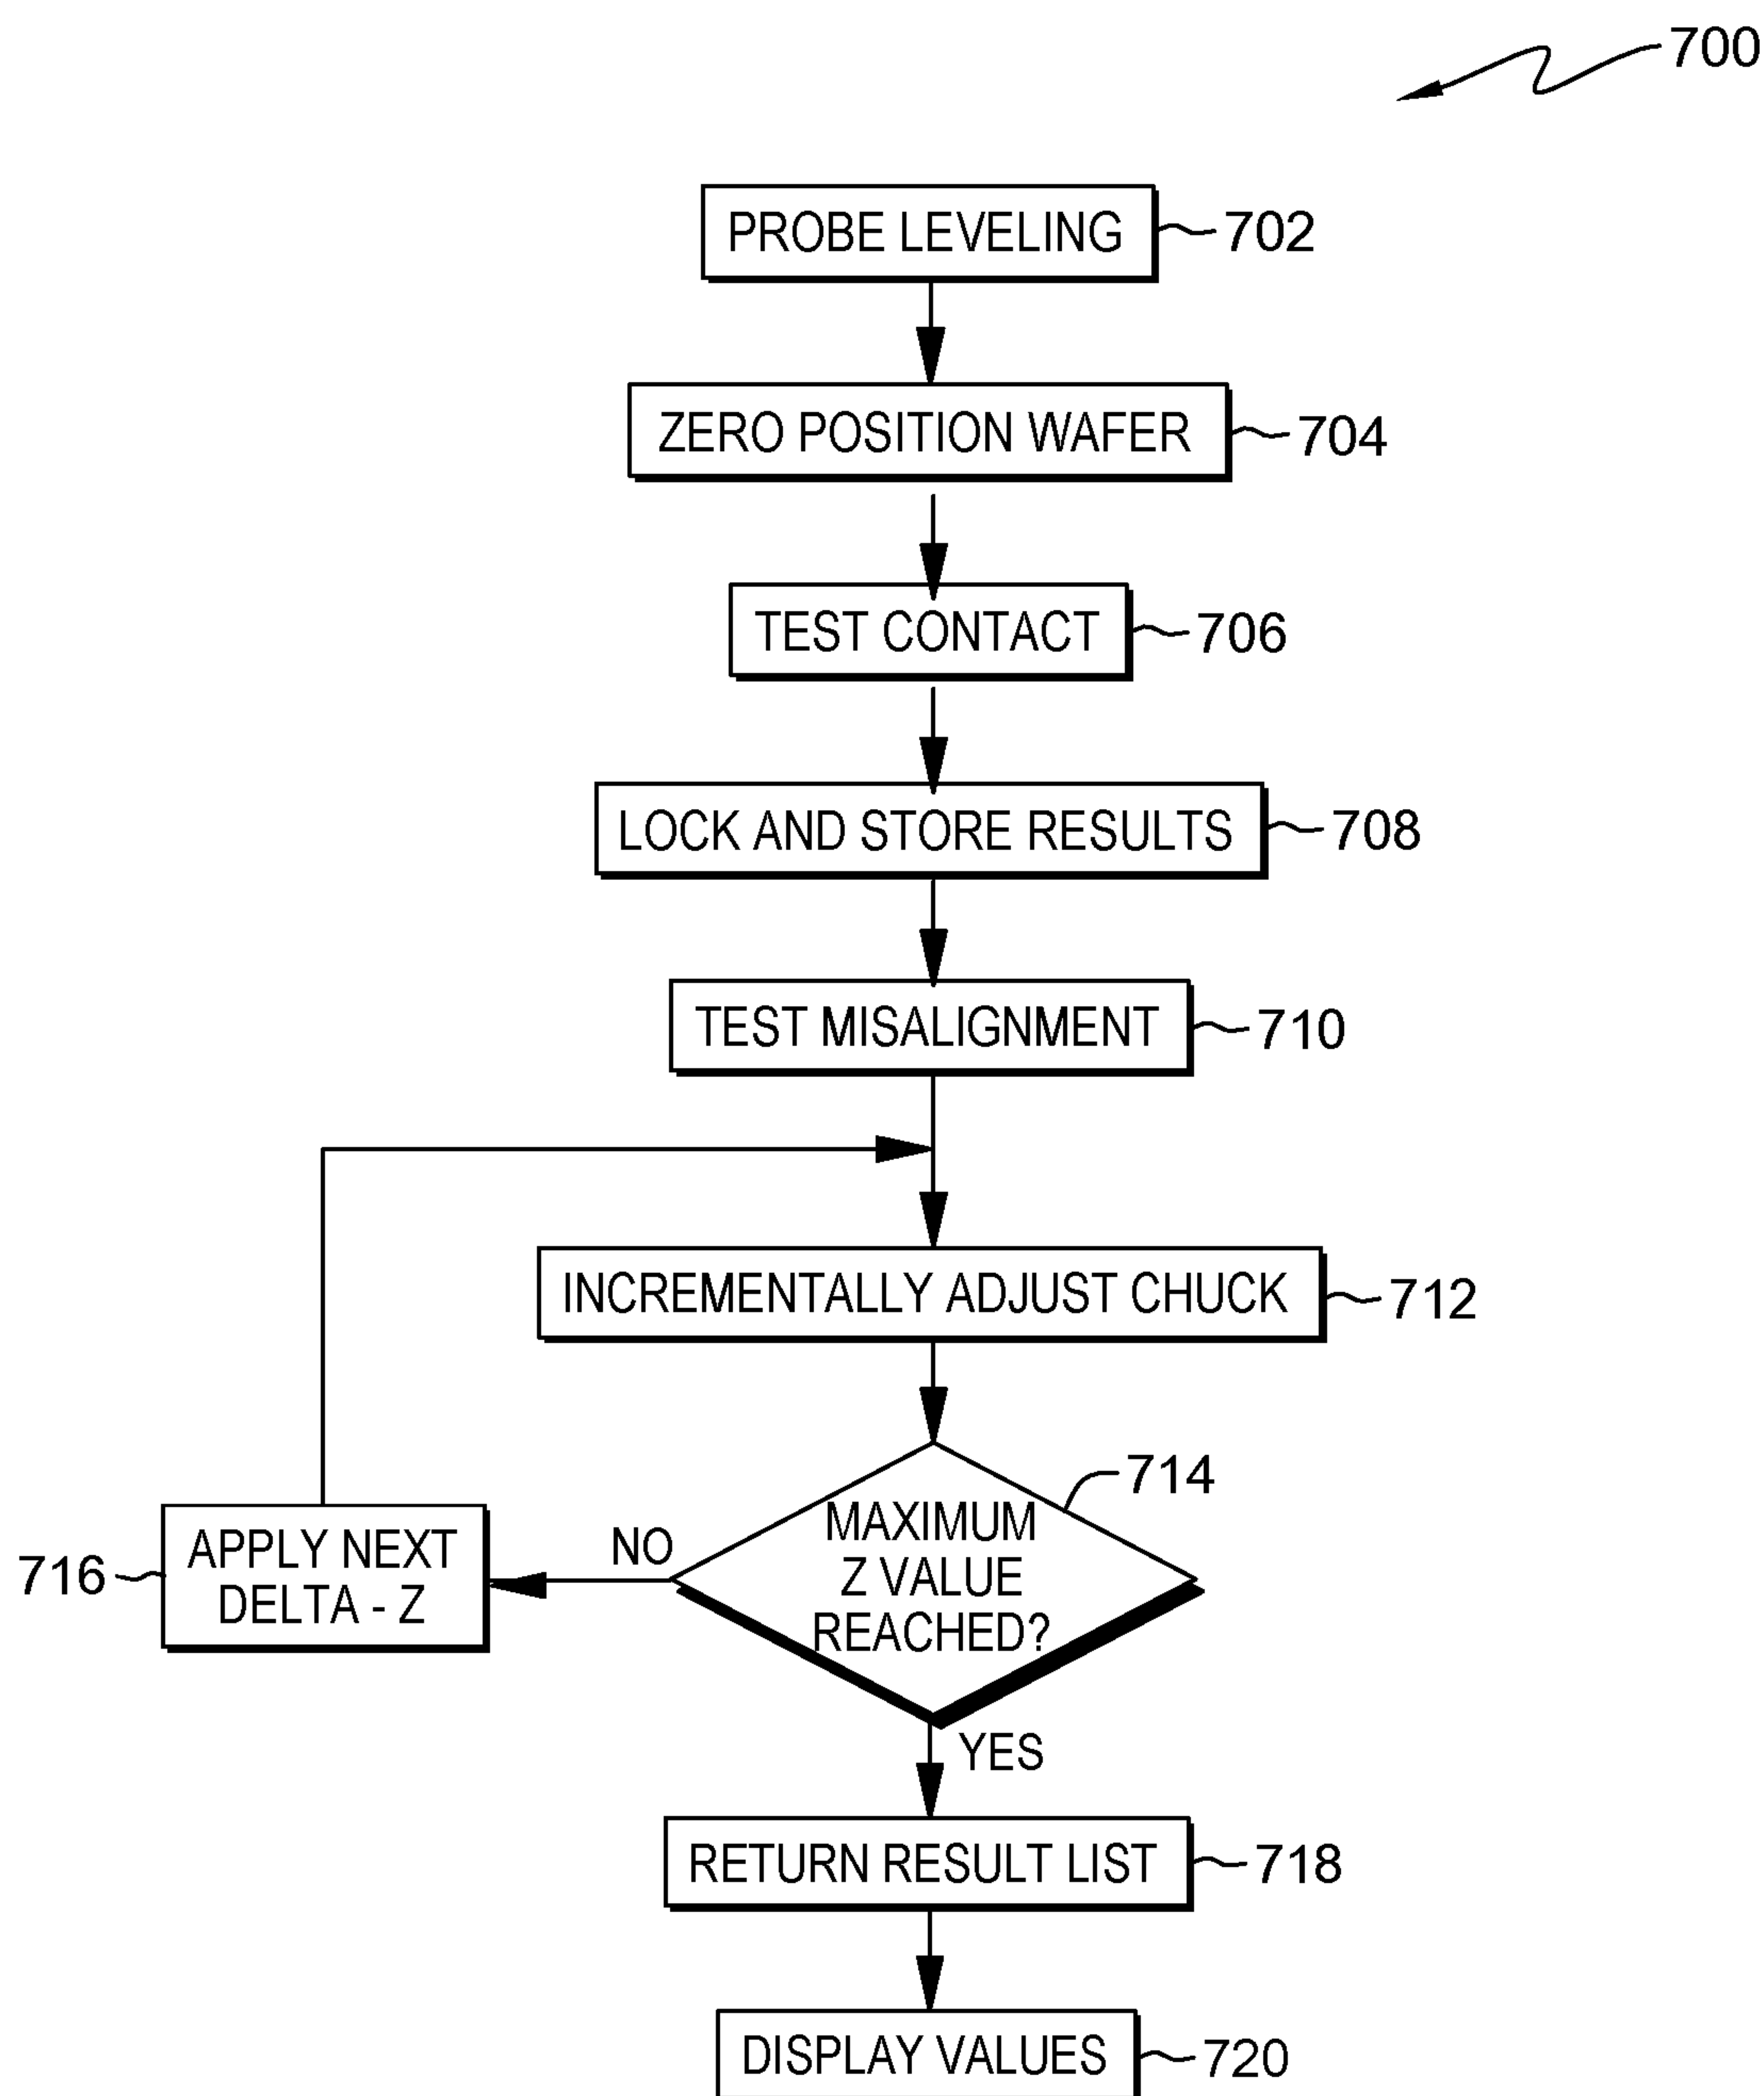 700
PROBE LEVELING
702
ZERO POSITION WAFER
704
TEST CONTACT
706
LOCK AND STORE RESULTS
708
TEST MISALIGNMENT
710
INCREMENTALLY ADJUST CHUCK
712
714
MAXIMUM
Z VALUE
REACHED?
NO
APPLY NEXT
DELTA - Z
716
YES
RETURN RESULT LIST
718
DISPLAY VALUES
720